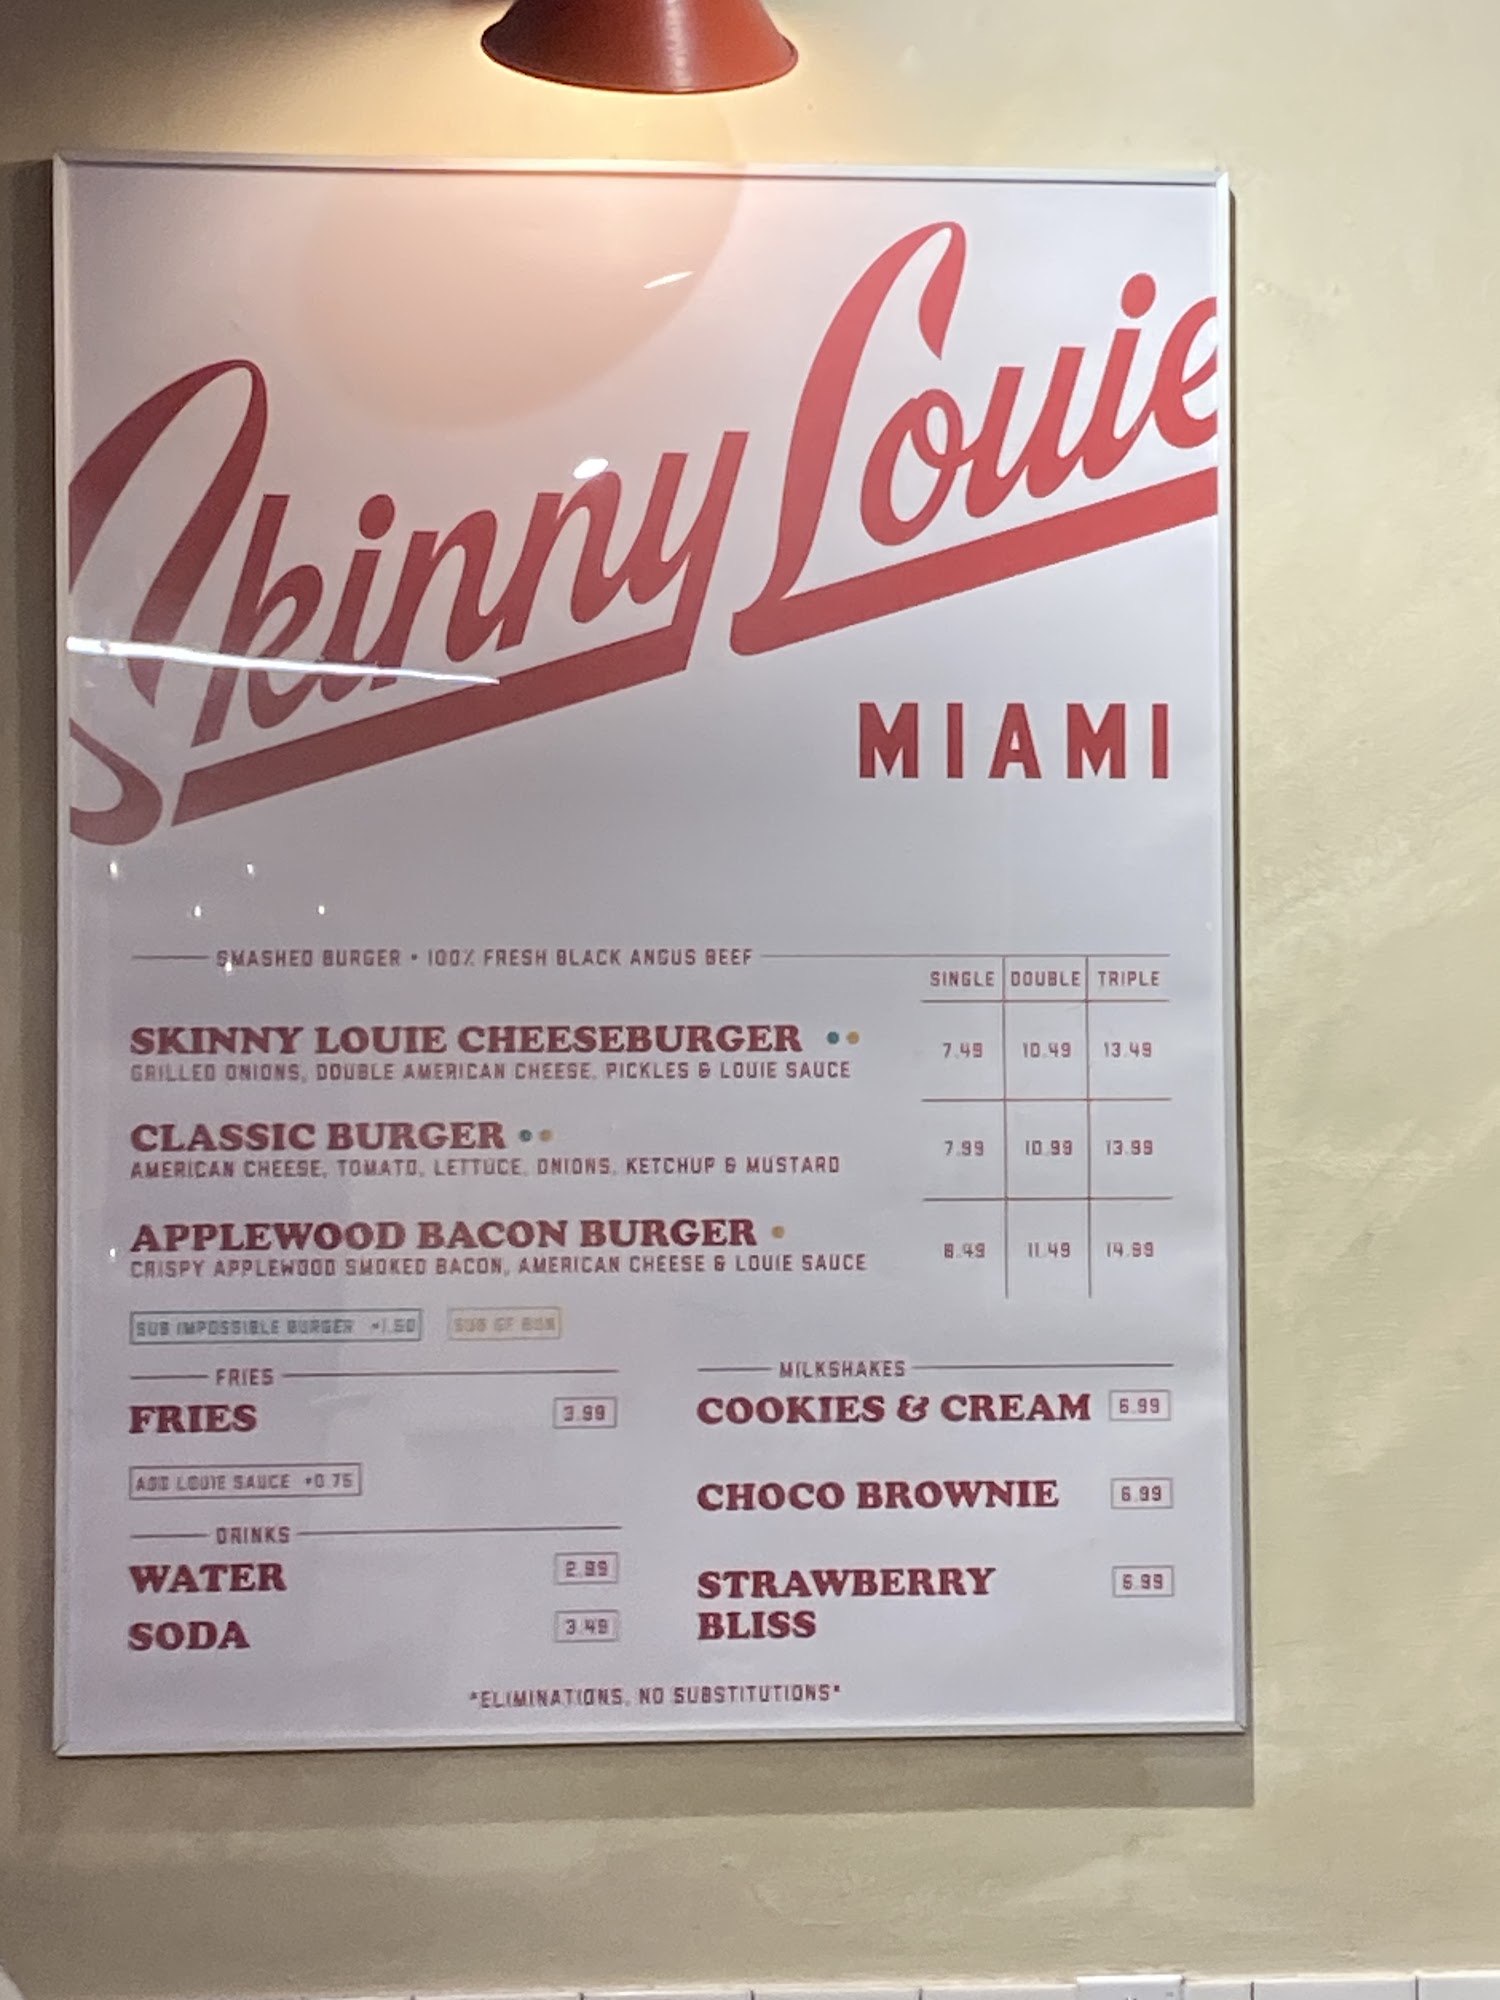 Skinny Louie
MIAMI
SMASHED BURGER • 100% FRESH BLACK ANGUS BEEF
SINGLE DOUBLE TRIPLE
SKINNY LOUIE CHEESEBURGER
7.49 10.49 13.49
GRILLED ONIONS, DOUBLE AMERICAN CHEESE, PICKLES & LOUIE SAUCE
CLASSIC BURGER
7.99 10.99 13.99
AMERICAN CHEESE, TOMATO, LETTUCE, ONIONS, KETCHUP & MUSTARD
APPLEWOOD BACON BURGER
8.49 11.49 14.99
CRISPY APPLEWOOD SMOKED BACON, AMERICAN CHEESE & LOUIE SAUCE
SUB IMPOSSIBLE BURGER +1.50 SUB GF BUN
FRIES
FRIES 3.99
ADD LOUIE SAUCE +0.75
DRINKS
WATER 2.99
SODA 3.49
MILKSHAKES
COOKIES & CREAM 6.99
CHOCO BROWNIE 6.99
STRAWBERRY 6.99
BLISS
*ELIMINATIONS, NO SUBSTITUTIONS*